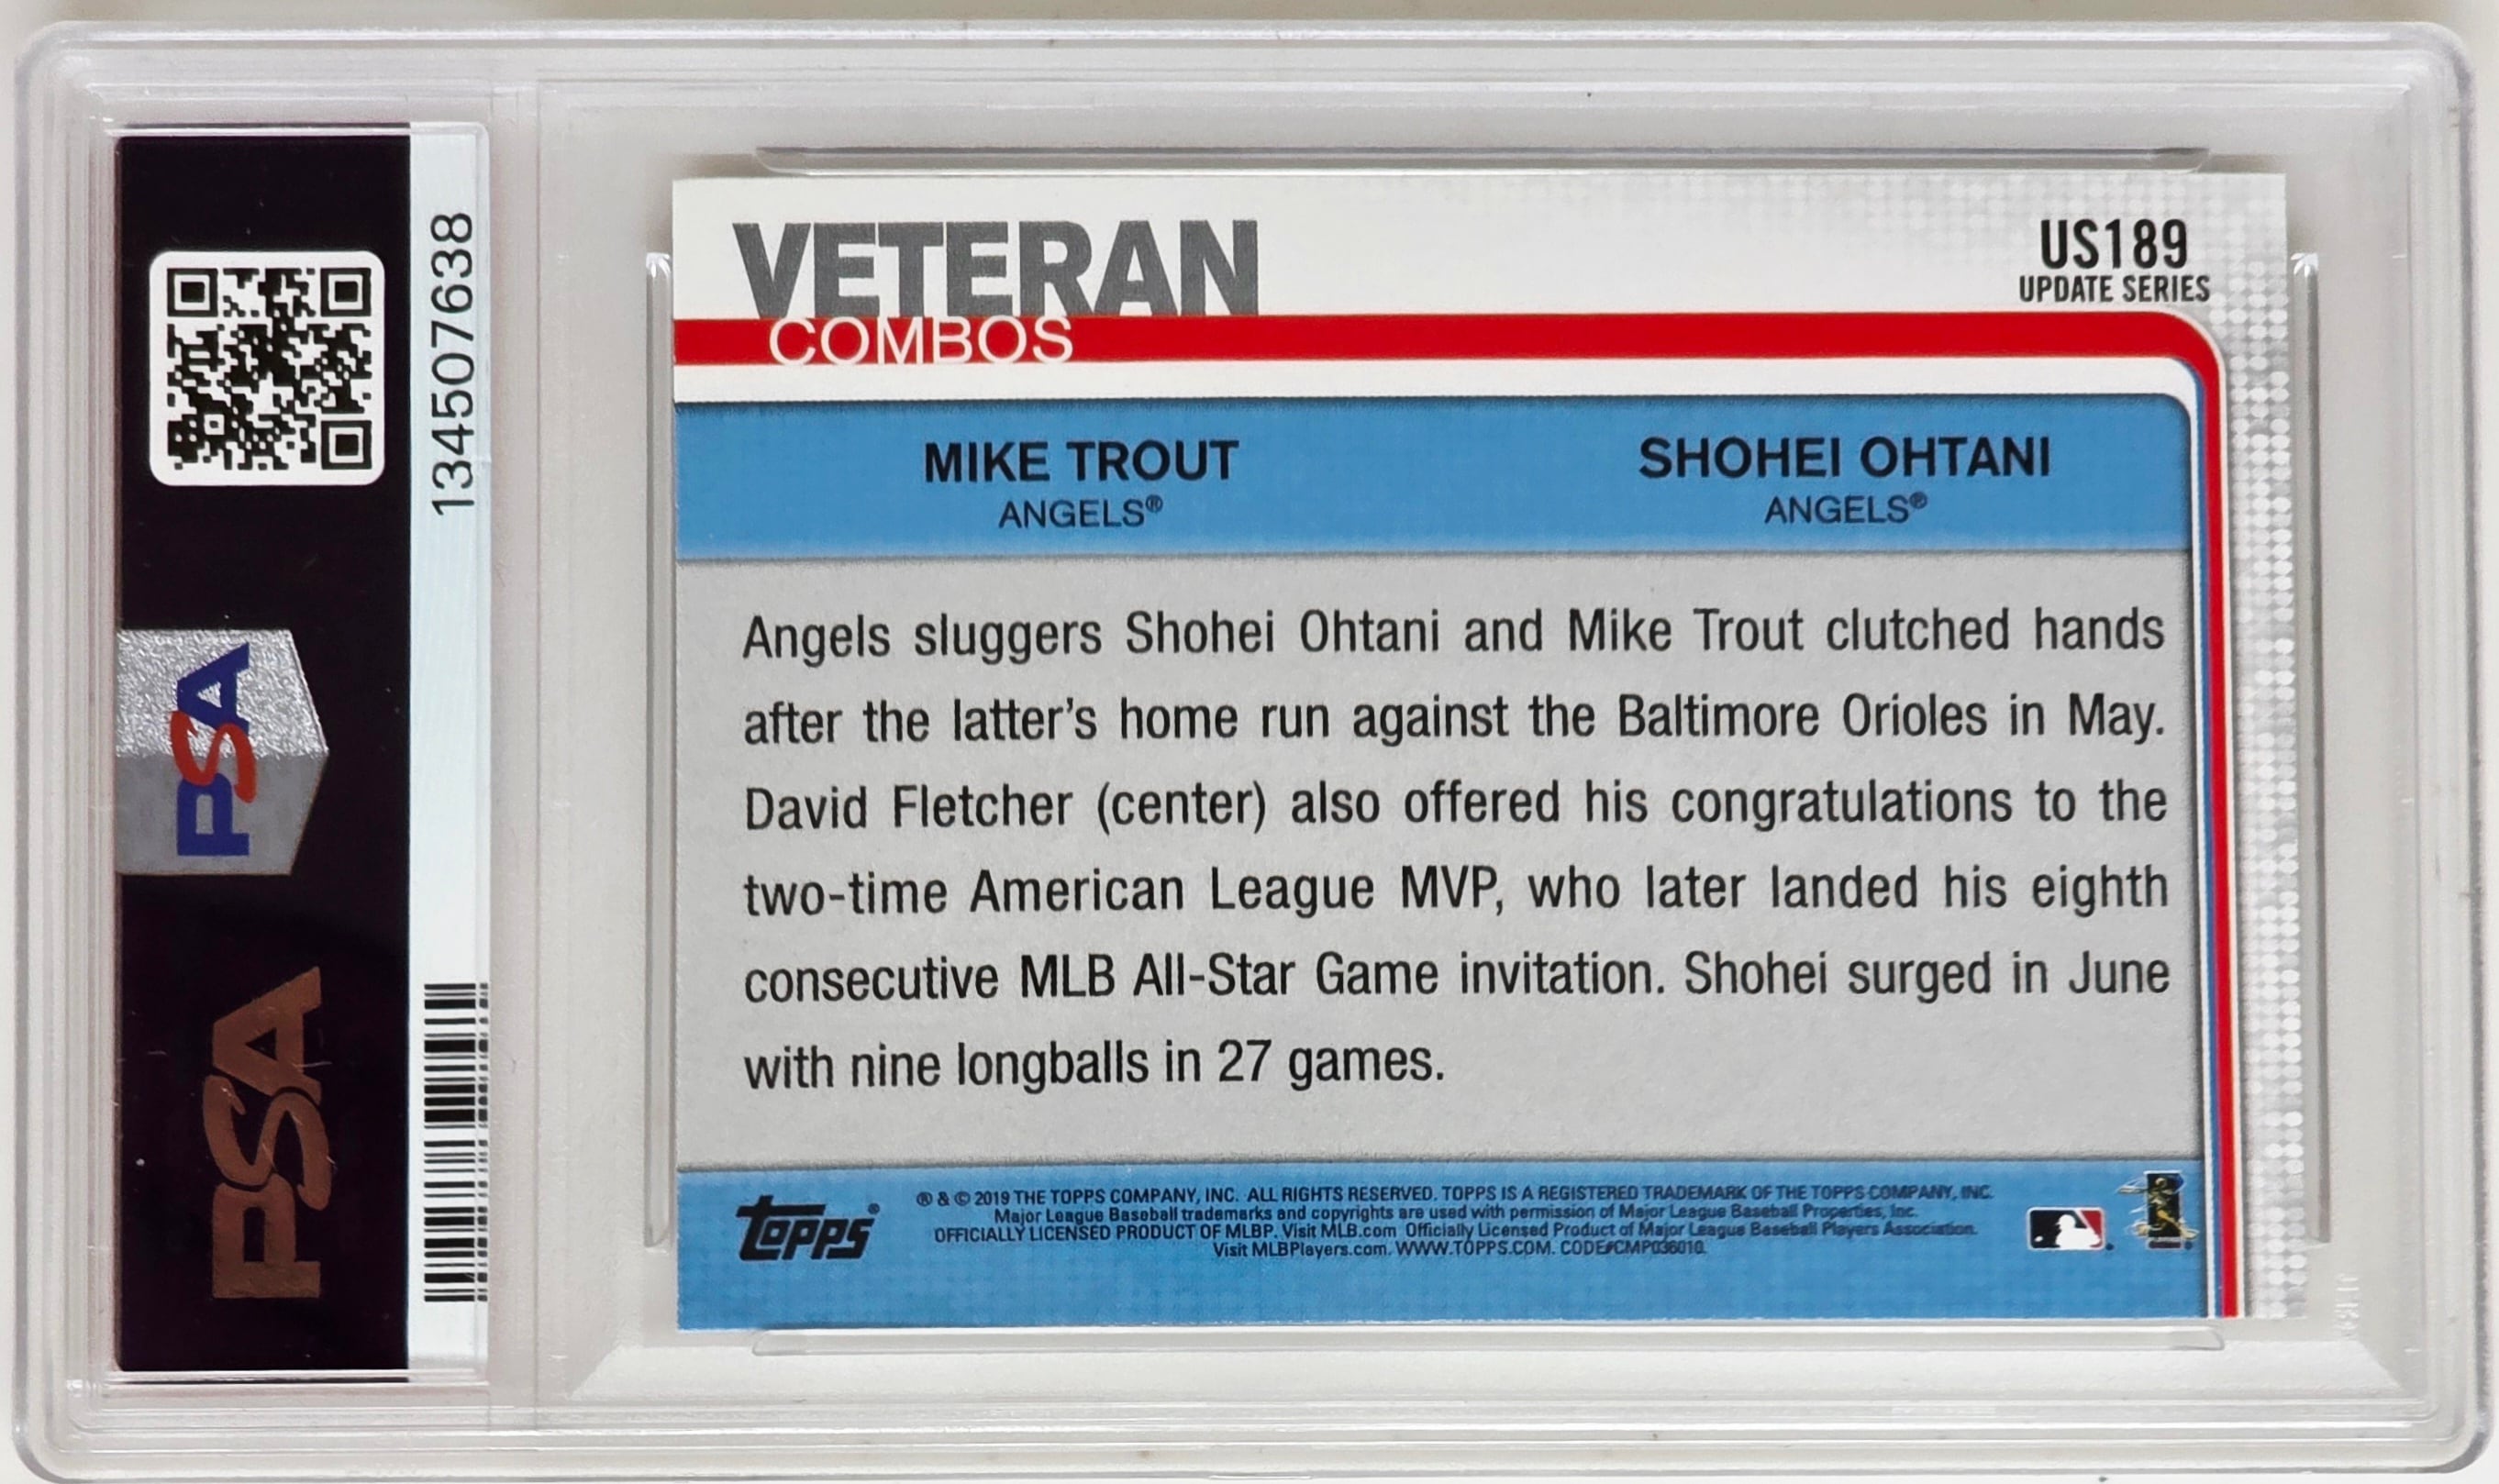 134507638
PSA
PSA
VETERAN
COMBOS
US189
UPDATE SERIES
MIKE TROUT
ANGELS®
SHOHEI OHTANI
ANGELS®
Angels sluggers Shohei Ohtani and Mike Trout clutched hands
after the latter's home run against the Baltimore Orioles in May.
David Fletcher (center) also offered his congratulations to the
two-time American League MVP, who later landed his eighth
consecutive MLB All-Star Game invitation. Shohei surged in June
with nine longballs in 27 games.
Topps®
® & © 2019 THE TOPPS COMPANY, INC. ALL RIGHTS RESERVED. TOPPS IS A REGISTERED TRADEMARK OF THE TOPPS COMPANY, INC.
Major League Baseball trademarks and copyrights are used with permission of Major League Baseball Properties, Inc.
OFFICIALLY LICENSED PRODUCT OF MLBP. Visit MLB.com Officially Licensed Product of Major League Baseball Players Association.
Visit MLBPlayers.com. WWW.TOPPS.COM. CODE#CMP036010